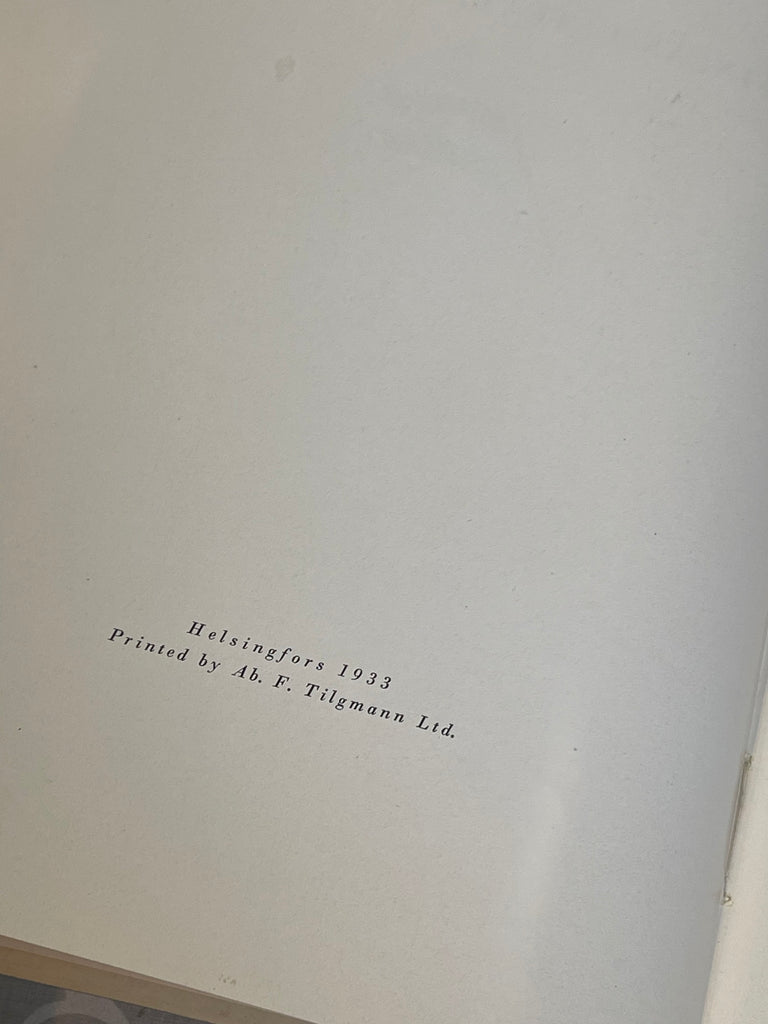 Helsingfors 1933
Printed by Ab. F. Tilgmann Ltd.